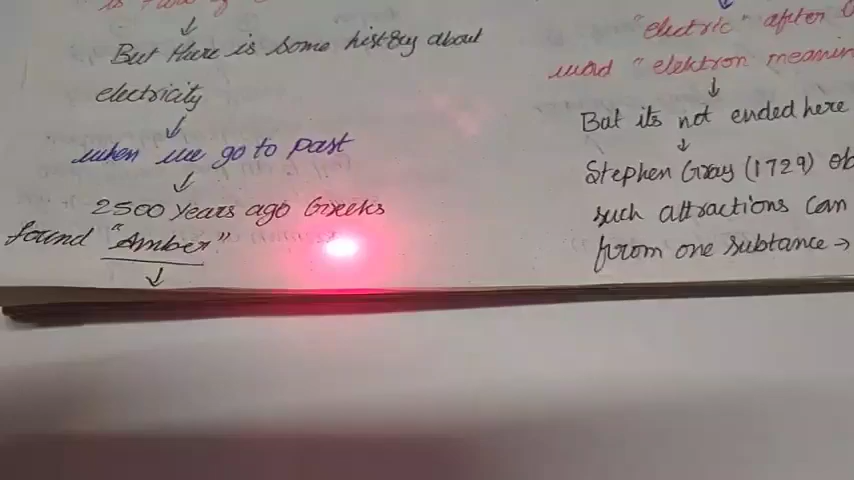 But there is some history about
electricity
when we go to past
2500 years ago Greeks
found "Amber"
"electric" after
word "elektron meanin
But its not ended here
Stephen Gray (1729) ob
such attractions can
from one subtance →